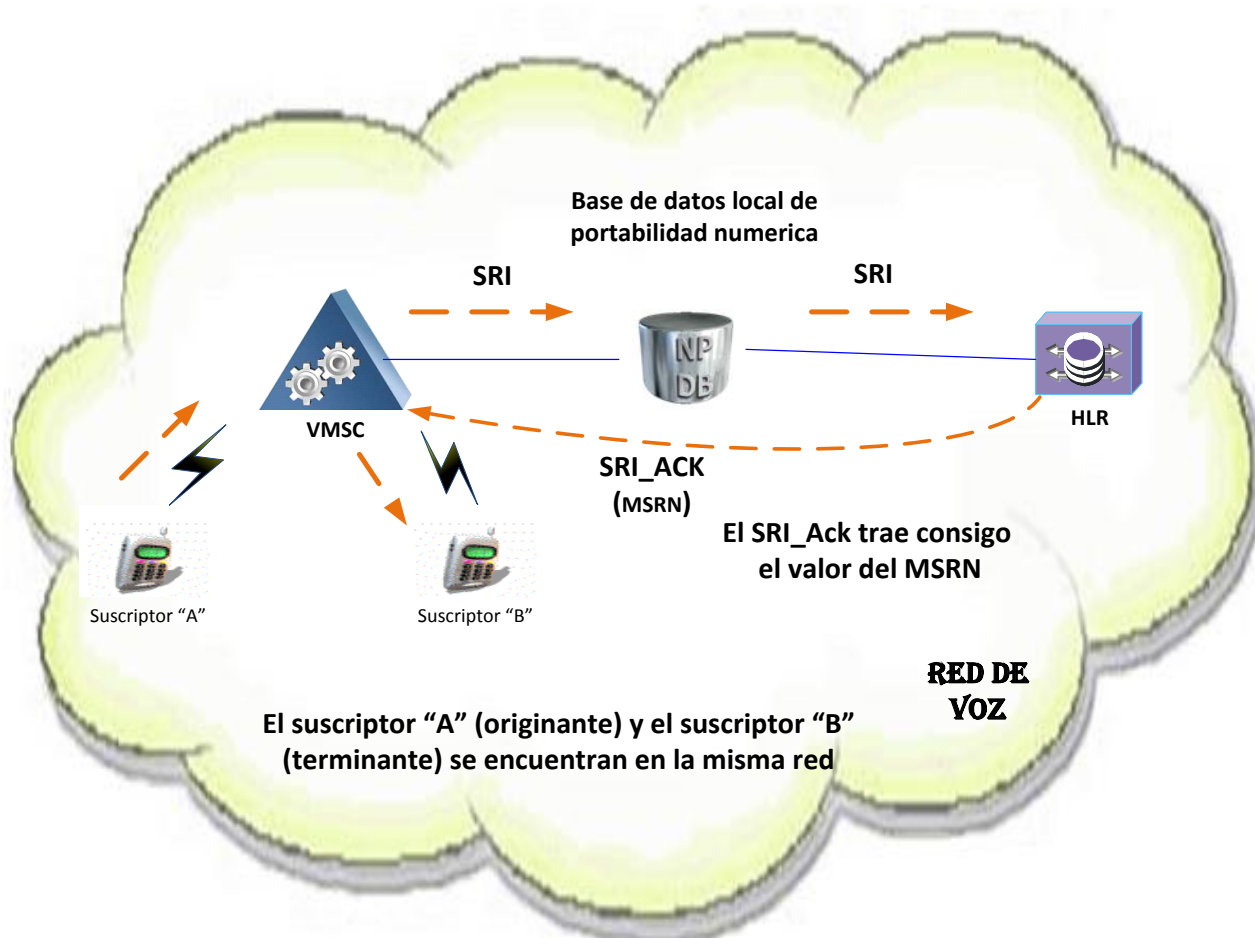 Base de datos local de
portabilidad numerica
SRI
SRI
NP
DB
VMSC
HLR
SRI_ACK
(MSRN)
El SRI_Ack trae consigo
el valor del MSRN
Suscriptor “A”
Suscriptor “B”
RED DE
VOZ
El suscriptor “A” (originante) y el suscriptor “B”
(terminante) se encuentran en la misma red